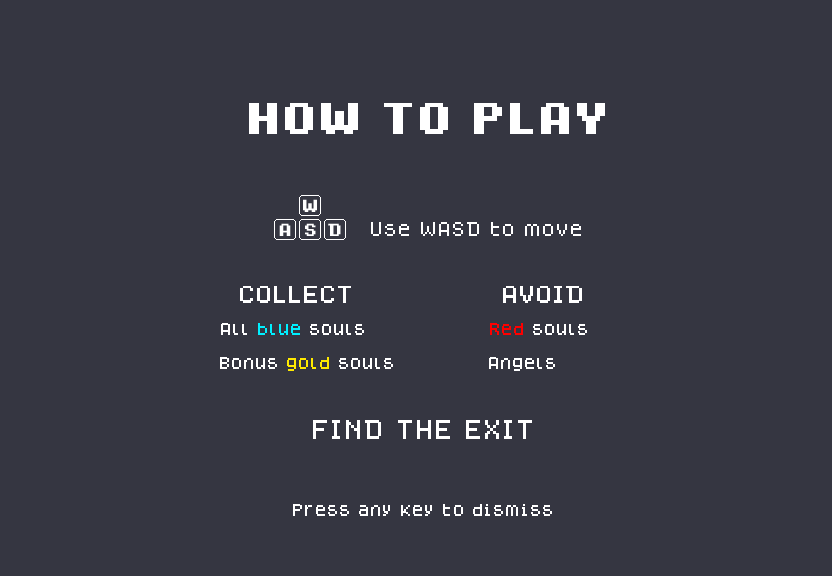 HOW TO PLAY
W
A S D Use WASD to move
COLLECT AVOID
All blue souls Red souls
Bonus gold souls Angels
FIND THE EXIT
Press any key to dismiss